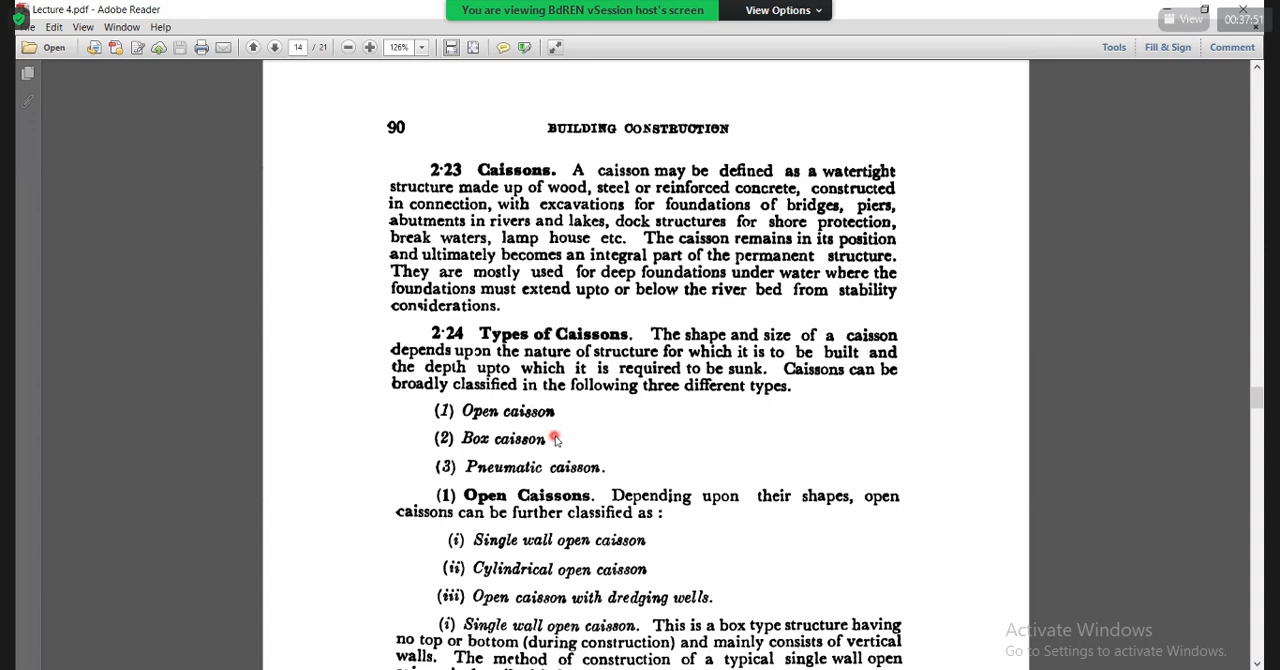 Lecture 4.pdf - Adobe Reader
You are viewing BdREN vSession host's screen
View Options
View
00:37:51
File Edit View Window Help
Open
14 / 21
126%
Tools
Fill & Sign
Comment
90
BUILDING CONSTRUCTION
2·23 Caissons. A caisson may be defined as a watertight
structure made up of wood, steel or reinforced concrete, constructed
in connection, with excavations for foundations of bridges, piers,
abutments in rivers and lakes, dock structures for shore protection,
break waters, lamp house etc. The caisson remains in its position
and ultimately becomes an integral part of the permanent structure.
They are mostly used for deep foundations under water where the
foundations must extend upto or below the river bed from stability
considerations.
2·24 Types of Caissons. The shape and size of a caisson
depends upon the nature of structure for which it is to be built and
the depth upto which it is required to be sunk. Caissons can be
broadly classified in the following three different types.
(1) Open caisson
(2) Box caisson
(3) Pneumatic caisson.
(1) Open Caissons. Depending upon their shapes, open
caissons can be further classified as :
(i) Single wall open caisson
(ii) Cylindrical open caisson
(iii) Open caisson with dredging wells.
(i) Single wall open caisson. This is a box type structure having
no top or bottom (during construction) and mainly consists of vertical
walls. The method of construction of a typical single wall open
Activate Windows
Go to Settings to activate Windows.